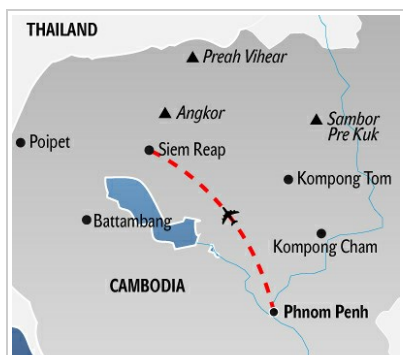 THAILAND
Preah Vihear
Angkor
Sambor
Pre Kuk
Poipet
Siem Reap
Kompong Tom
Battambang
Kompong Cham
CAMBODIA
Phnom Penh